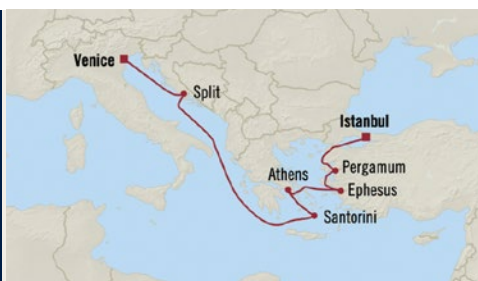 Venice
Split
Istanbul
Pergamum
Athens
Ephesus
Santorini